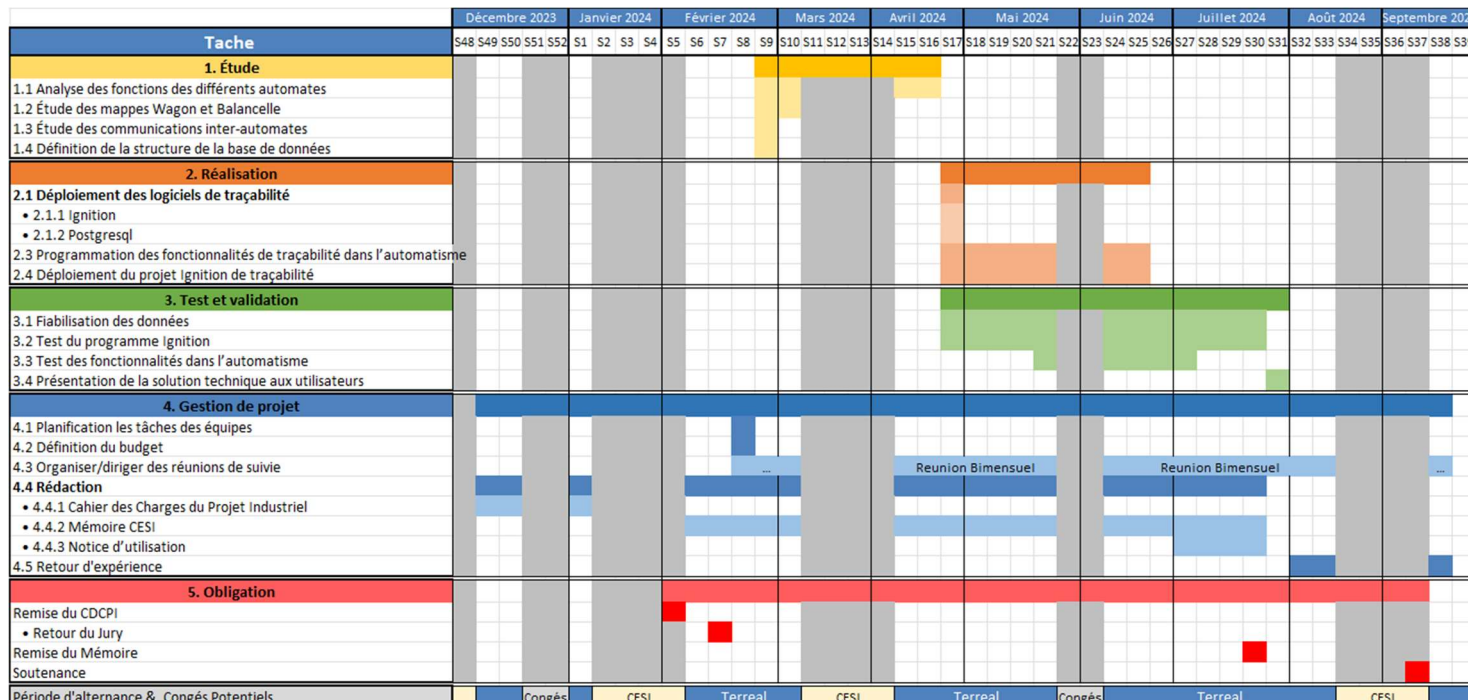 Décembre 2023 Janvier 2024 Février 2024 Mars 2024 Avril 2024 Mai 2024 Juin 2024 Juillet 2024 Août 2024 Septembre 202
Tache S48 S49 S50 S51 S52 S1 S2 S3 S4 S5 S6 S7 S8 S9 S10 S11 S12 S13 S14 S15 S16 S17 S18 S19 S20 S21 S22 S23 S24 S25 S26 S27 S28 S29 S30 S31 S32 S33 S34 S35 S36 S37 S38 S39
1. Étude
1.1 Analyse des fonctions des différents automates
1.2 Étude des mappes Wagon et Balancelle
1.3 Étude des communications inter-automates
1.4 Définition de la structure de la base de données
2. Réalisation
2.1 Déploiement des logiciels de traçabilité
• 2.1.1 Ignition
• 2.1.2 Postgresql
2.3 Programmation des fonctionnalités de traçabilité dans l'automatisme
2.4 Déploiement du projet Ignition de traçabilité
3. Test et validation
3.1 Fiabilisation des données
3.2 Test du programme Ignition
3.3 Test des fonctionnalités dans l'automatisme
3.4 Présentation de la solution technique aux utilisateurs
4. Gestion de projet
4.1 Planification les tâches des équipes
4.2 Définition du budget
4.3 Organiser/diriger des réunions de suivie ... Reunion Bimensuel Reunion Bimensuel ...
4.4 Rédaction
• 4.4.1 Cahier des Charges du Projet Industriel
• 4.4.2 Mémoire CESI
• 4.4.3 Notice d'utilisation
4.5 Retour d'expérience
5. Obligation
Remise du CDCPI
• Retour du Jury
Remise du Mémoire
Soutenance
Période d'alternance & Congés Potentiels Congés CESI Terreal CESI Terreal Congés Terreal CESI